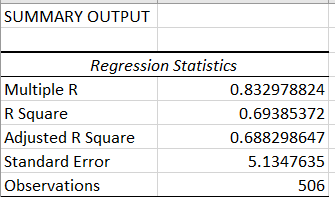 SUMMARY OUTPUT
Regression Statistics
Multiple R 0.832978824
R Square 0.69385372
Adjusted R Square 0.688298647
Standard Error 5.1347635
Observations 506